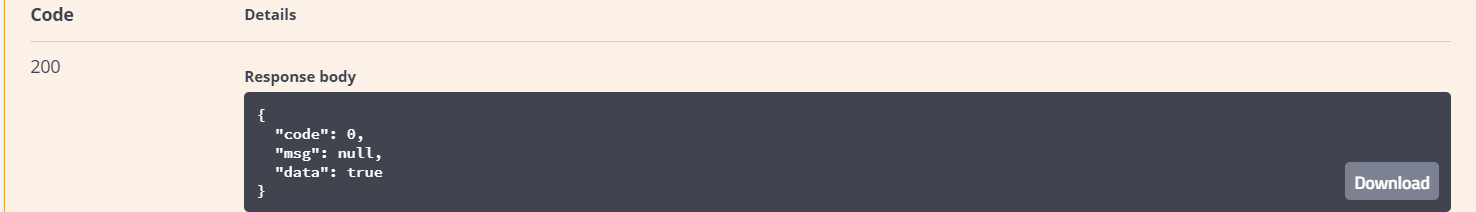 Code Details
200
Response body
{
  "code": 0,
  "msg": null,
  "data": true
}
Download